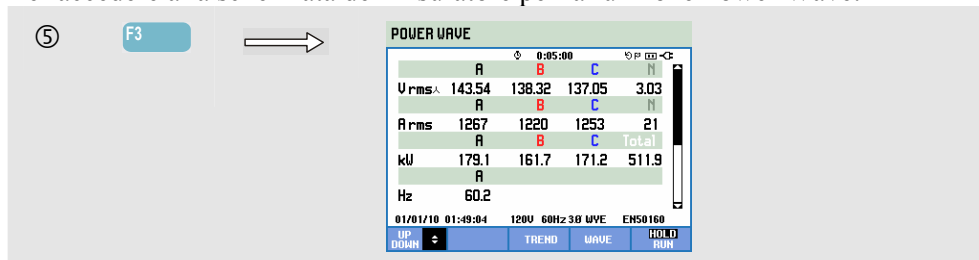 ⑤ F3
POWER WAVE
0:05:00
A B C N
V rms 143.54 138.32 137.05 3.03
A B C N
A rms 1267 1220 1253 21
A B C Total
kW 179.1 161.7 171.2 511.9
A
Hz 60.2
01/01/10 01:49:04 120V 60Hz 3Ø WYE EN50160
UP DOWN TREND WAVE HOLD RUN